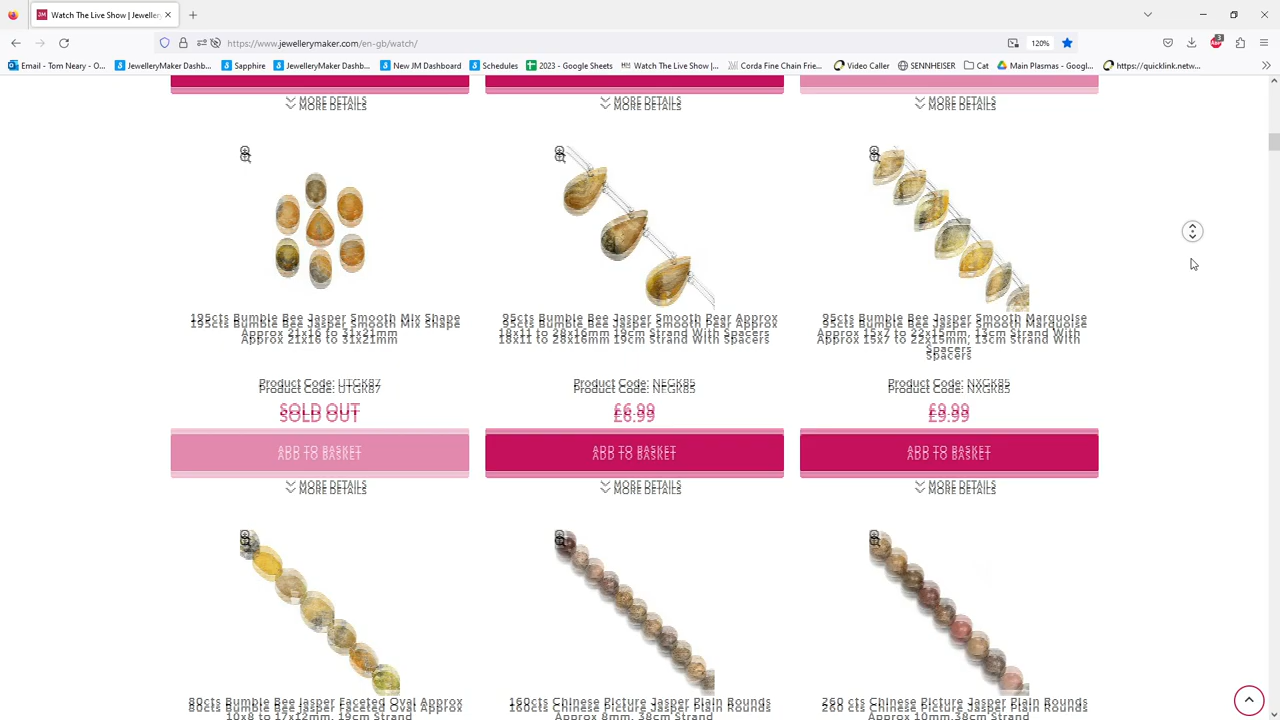 Watch The Live Show | Jeweller
https://www.jewellerymaker.com/en-gb/watch/
120%
3
Email - Tom Neary - O... JewelleryMaker Dashb... Sapphire JewelleryMaker Dashb... New JM Dashboard Schedules 2023 - Google Sheets Watch The Live Show |... Corda Fine Chain Frie... Video Caller SENNHEISER Cat Main Plasmas - Googl... https://quicklink.netw...
MORE DETAILS MORE DETAILS MORE DETAILS
195cts Bumble Bee Jasper Smooth Mix Shape
Approx 21x16 to 31x21mm
Product Code: UTGK87
SOLD OUT
ADD TO BASKET
MORE DETAILS
95cts Bumble Bee Jasper Smooth Pear Approx
18x11 to 28x16mm 19cm Strand With Spacers
Product Code: NEGK85
£6.99
ADD TO BASKET
MORE DETAILS
95cts Bumble Bee Jasper Smooth Marquoise
Approx 15x7 to 22x15mm, 13cm Strand With
Spacers
Product Code: NXGK85
£9.99
ADD TO BASKET
MORE DETAILS
80cts Bumble Bee Jasper Faceted Oval Approx
10x8 to 17x12mm, 19cm Strand
160cts Chinese Picture Jasper Plain Rounds
Approx 8mm, 38cm Strand
260 cts Chinese Picture Jasper Plain Rounds
Approx 10mm,38cm Strand